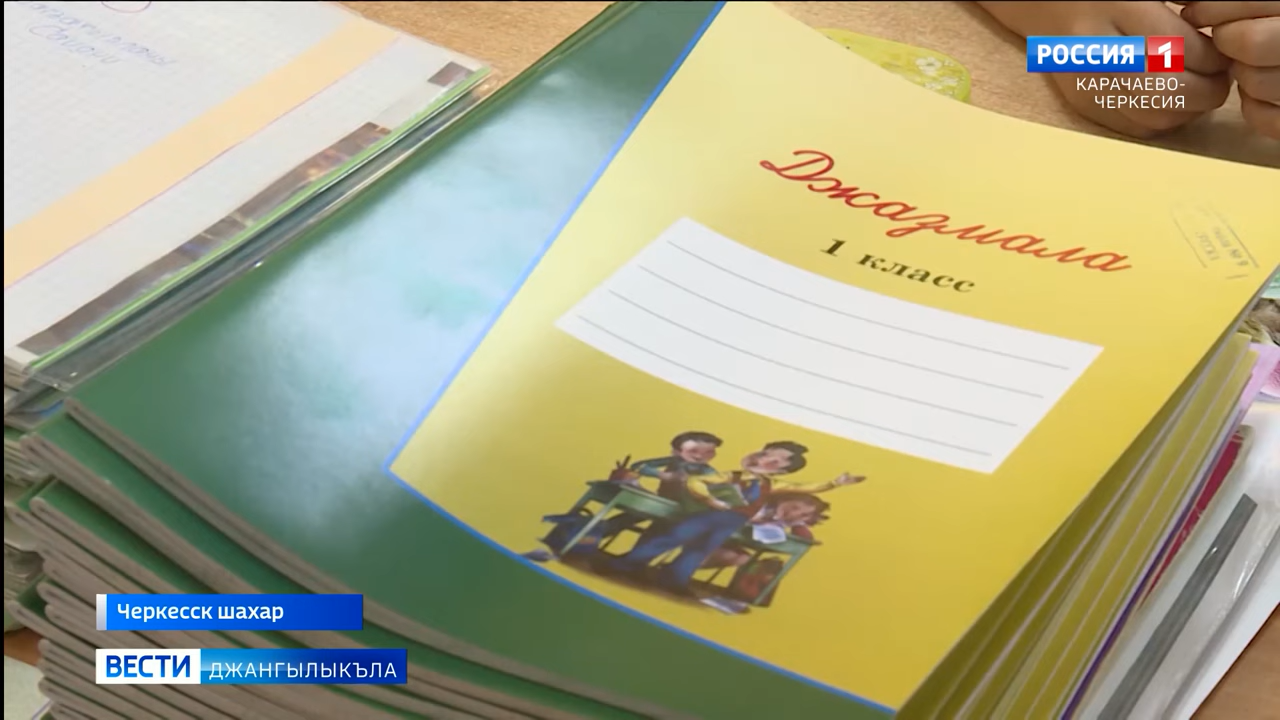 РОССИЯ 1
КАРАЧАЕВО-
ЧЕРКЕСИЯ
Джазмала
1 класс
Черкесск шахар
ВЕСТИ ДЖАНГЫЛЫКЪЛА